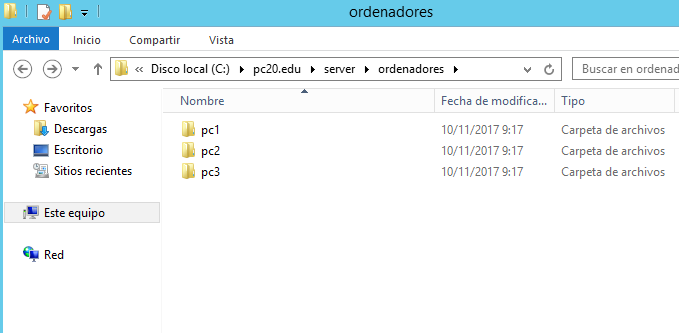 ordenadores
Archivo Inicio Compartir Vista
« Disco local (C:) pc20.edu server ordenadores Buscar en ordenad
Nombre Fecha de modifica... Tipo
Favoritos
Descargas
Escritorio
Sitios recientes
Este equipo
Red
pc1 10/11/2017 9:17 Carpeta de archivos
pc2 10/11/2017 9:17 Carpeta de archivos
pc3 10/11/2017 9:17 Carpeta de archivos